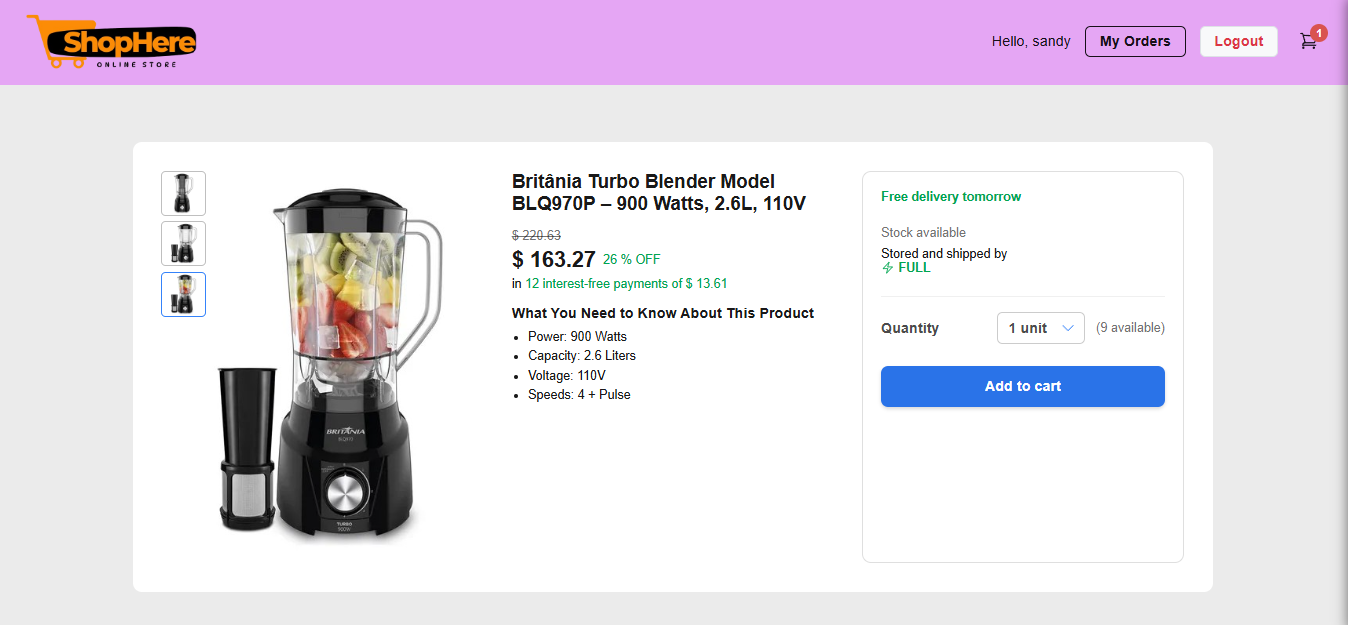 ShopHere
ONLINE STORE
Hello, sandy
My Orders
Logout
1
Britânia Turbo Blender Model
BLQ970P – 900 Watts, 2.6L, 110V
$ 220.63
$ 163.27 26 % OFF
in 12 interest-free payments of $ 13.61
What You Need to Know About This Product
• Power: 900 Watts
• Capacity: 2.6 Liters
• Voltage: 110V
• Speeds: 4 + Pulse
Free delivery tomorrow
Stock available
Stored and shipped by
FULL
Quantity
1 unit
(9 available)
Add to cart
BRITÂNIA
TURBO
900W